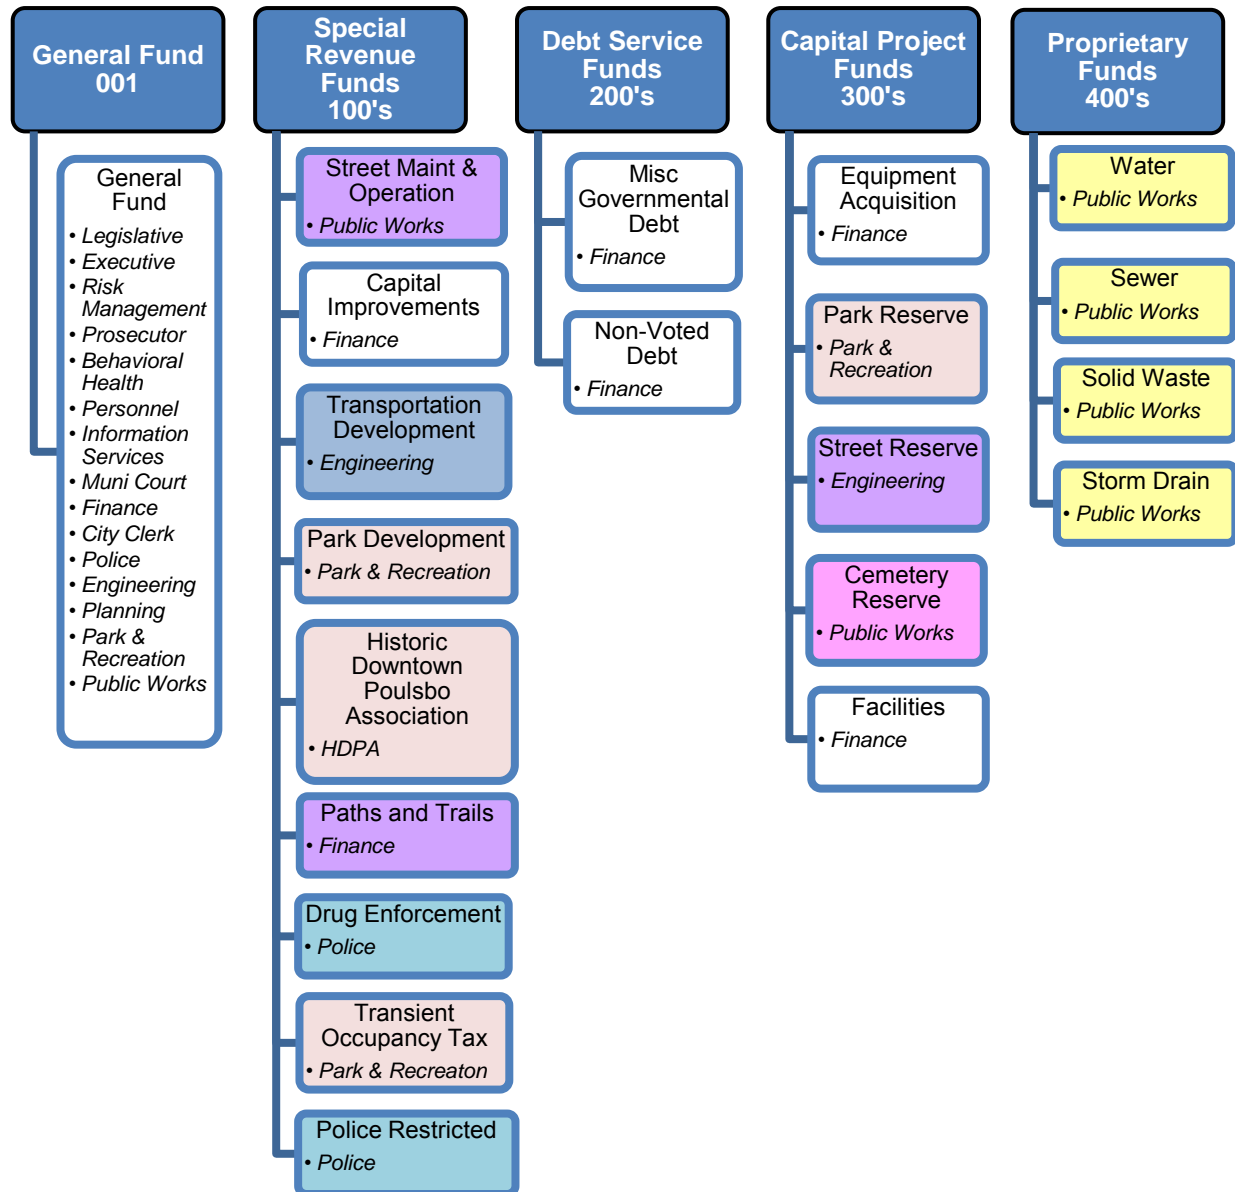 General Fund
001
General
Fund
• Legislative
• Executive
• Risk
Management
• Prosecutor
• Behavioral
Health
• Personnel
• Information
Services
• Muni Court
• Finance
• City Clerk
• Police
• Engineering
• Planning
• Park &
Recreation
• Public Works
Special
Revenue
Funds
100's
Street Maint &
Operation
• Public Works
Capital
Improvements
• Finance
Transportation
Development
• Engineering
Park Development
• Park & Recreation
Historic
Downtown
Poulsbo
Association
• HDPA
Paths and Trails
• Finance
Drug Enforcement
• Police
Transient
Occupancy Tax
• Park & Recreaton
Police Restricted
• Police
Debt Service
Funds
200's
Misc
Governmental
Debt
• Finance
Non-Voted
Debt
• Finance
Capital Project
Funds
300's
Equipment
Acquisition
• Finance
Park Reserve
• Park &
Recreation
Street Reserve
• Engineering
Cemetery
Reserve
• Public Works
Facilities
• Finance
Proprietary
Funds
400's
Water
• Public Works
Sewer
• Public Works
Solid Waste
• Public Works
Storm Drain
• Public Works